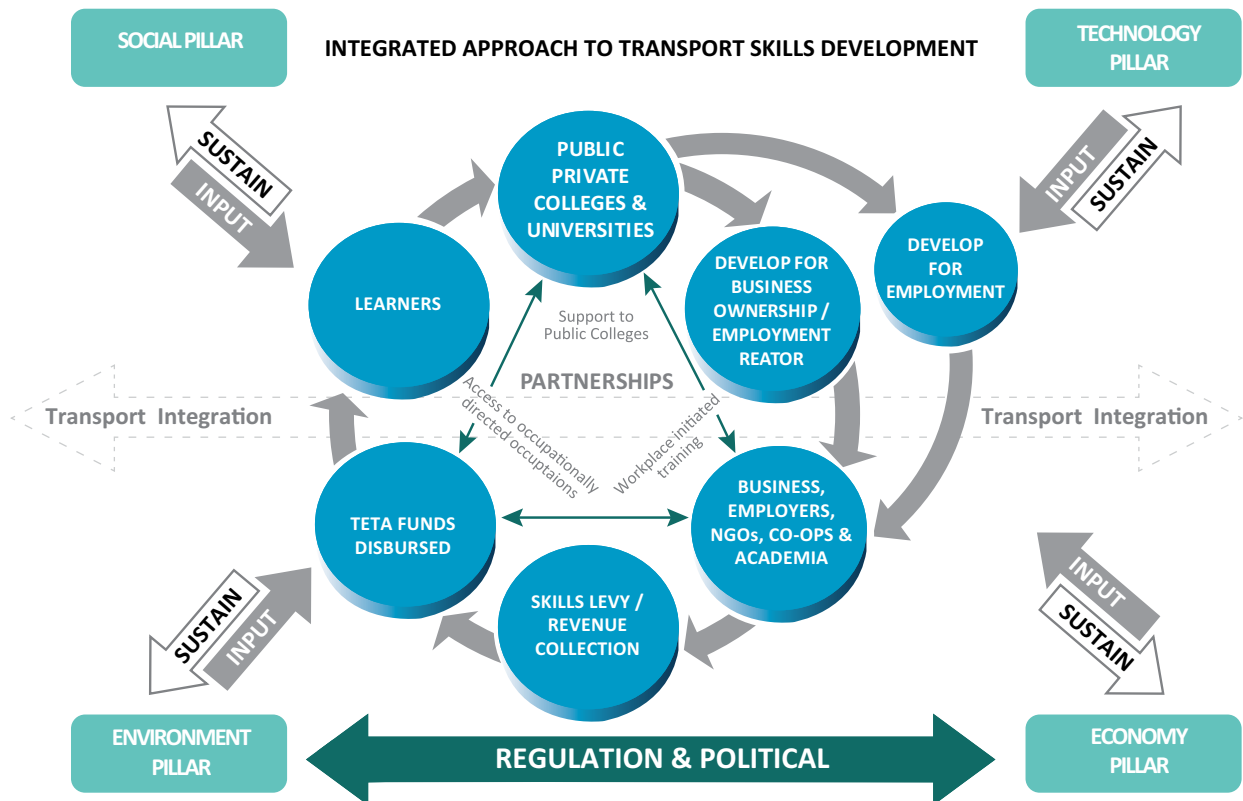 SOCIAL PILLAR
INTEGRATED APPROACH TO TRANSPORT SKILLS DEVELOPMENT
TECHNOLOGY
PILLAR
SUSTAIN
INPUT
INPUT
SUSTAIN
PUBLIC
PRIVATE
COLLEGES &
UNIVERSITIES
LEARNERS
DEVELOP FOR
BUSINESS
OWNERSHIP /
EMPLOYMENT
REATOR
DEVELOP
FOR
EMPLOYMENT
Support to
Public Colleges
PARTNERSHIPS
Transport Integration
Access to occupationally
directed occuptaions
Workplace initiated
training
Transport Integration
TETA FUNDS
DISBURSED
BUSINESS,
EMPLOYERS,
NGOs, CO-OPS &
ACADEMIA
SKILLS LEVY /
REVENUE
COLLECTION
SUSTAIN
INPUT
INPUT
SUSTAIN
ENVIRONMENT
PILLAR
REGULATION & POLITICAL
ECONOMY
PILLAR